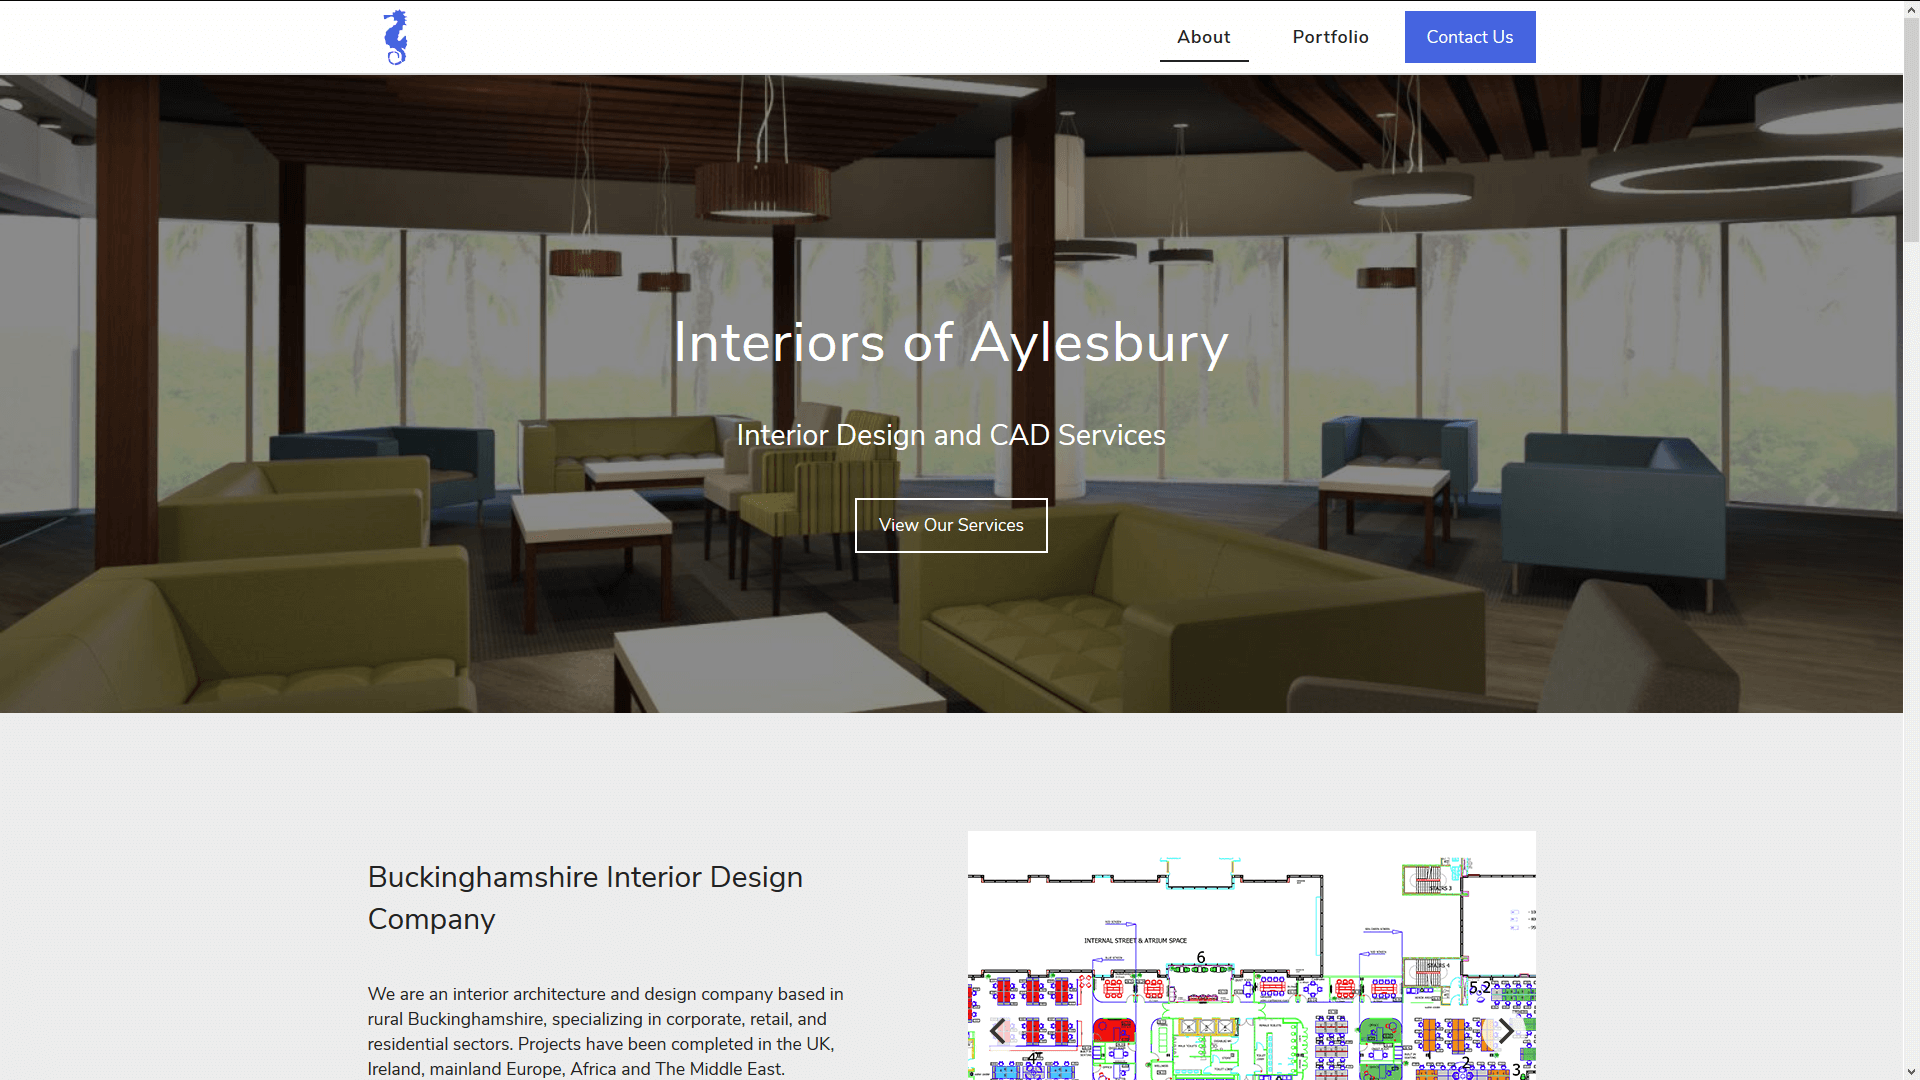 About
Portfolio
Contact Us
Interiors of Aylesbury
Interior Design and CAD Services
View Our Services
Buckinghamshire Interior Design
Company
We are an interior architecture and design company based in
rural Buckinghamshire, specializing in corporate, retail, and
residential sectors. Projects have been completed in the UK,
Ireland, mainland Europe, Africa and The Middle East.
STAIRS 3
INTERNAL STREET & ATRIUM SPACE
6
STAIRS 4
5.2
4
2
3